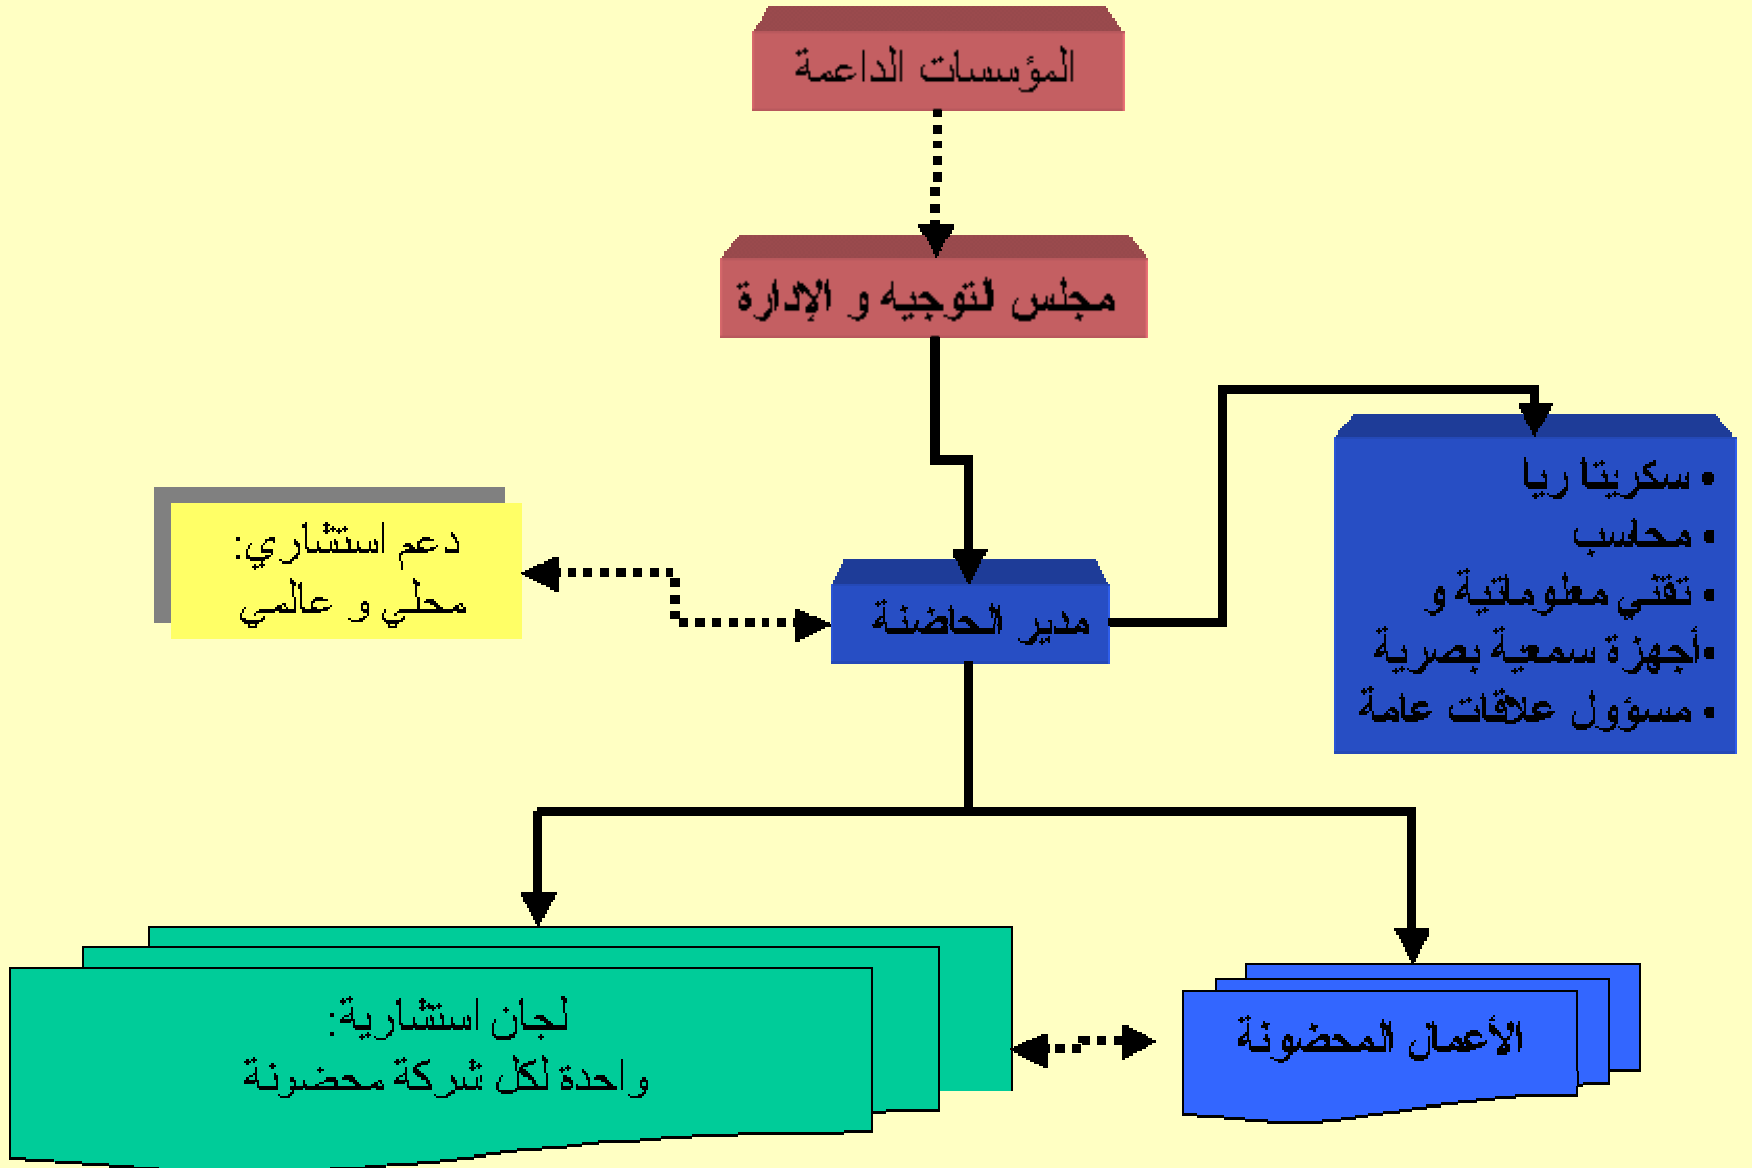 المؤسسات الداعمة
مجلس التوجيه و الإدارة
• سكريتا ريا
• محاسب
• تقني معلوماتية و
•أجهزة سمعية بصرية
• مسؤول علاقات عامة
دعم استشاري:
محلي و عالمي
مدير الحاضنة
لجان استشارية:
واحدة لكل شركة محضونة
الأعمال المحضونة